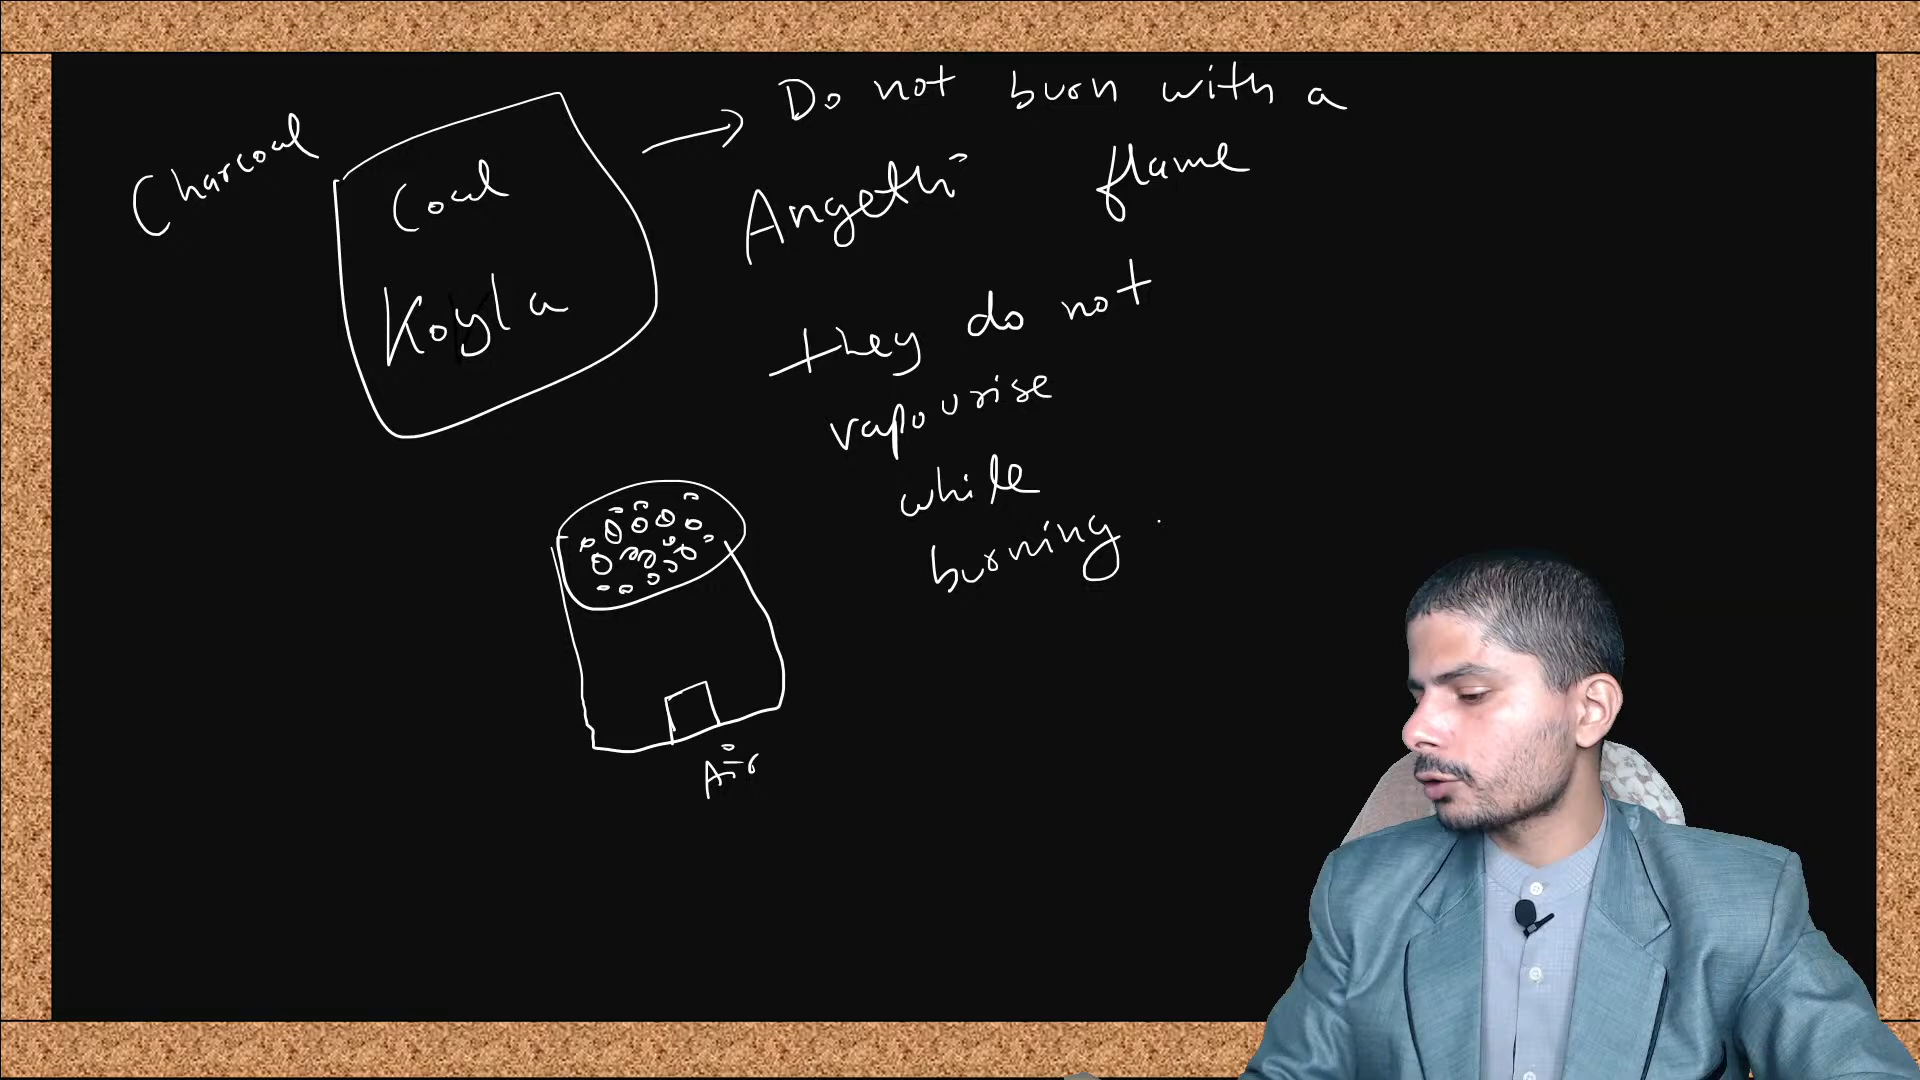 Charcoal
Coal
Koyla
Do not burn with a
flame
Angethi
they do not
vapourise
while
burning.
Air